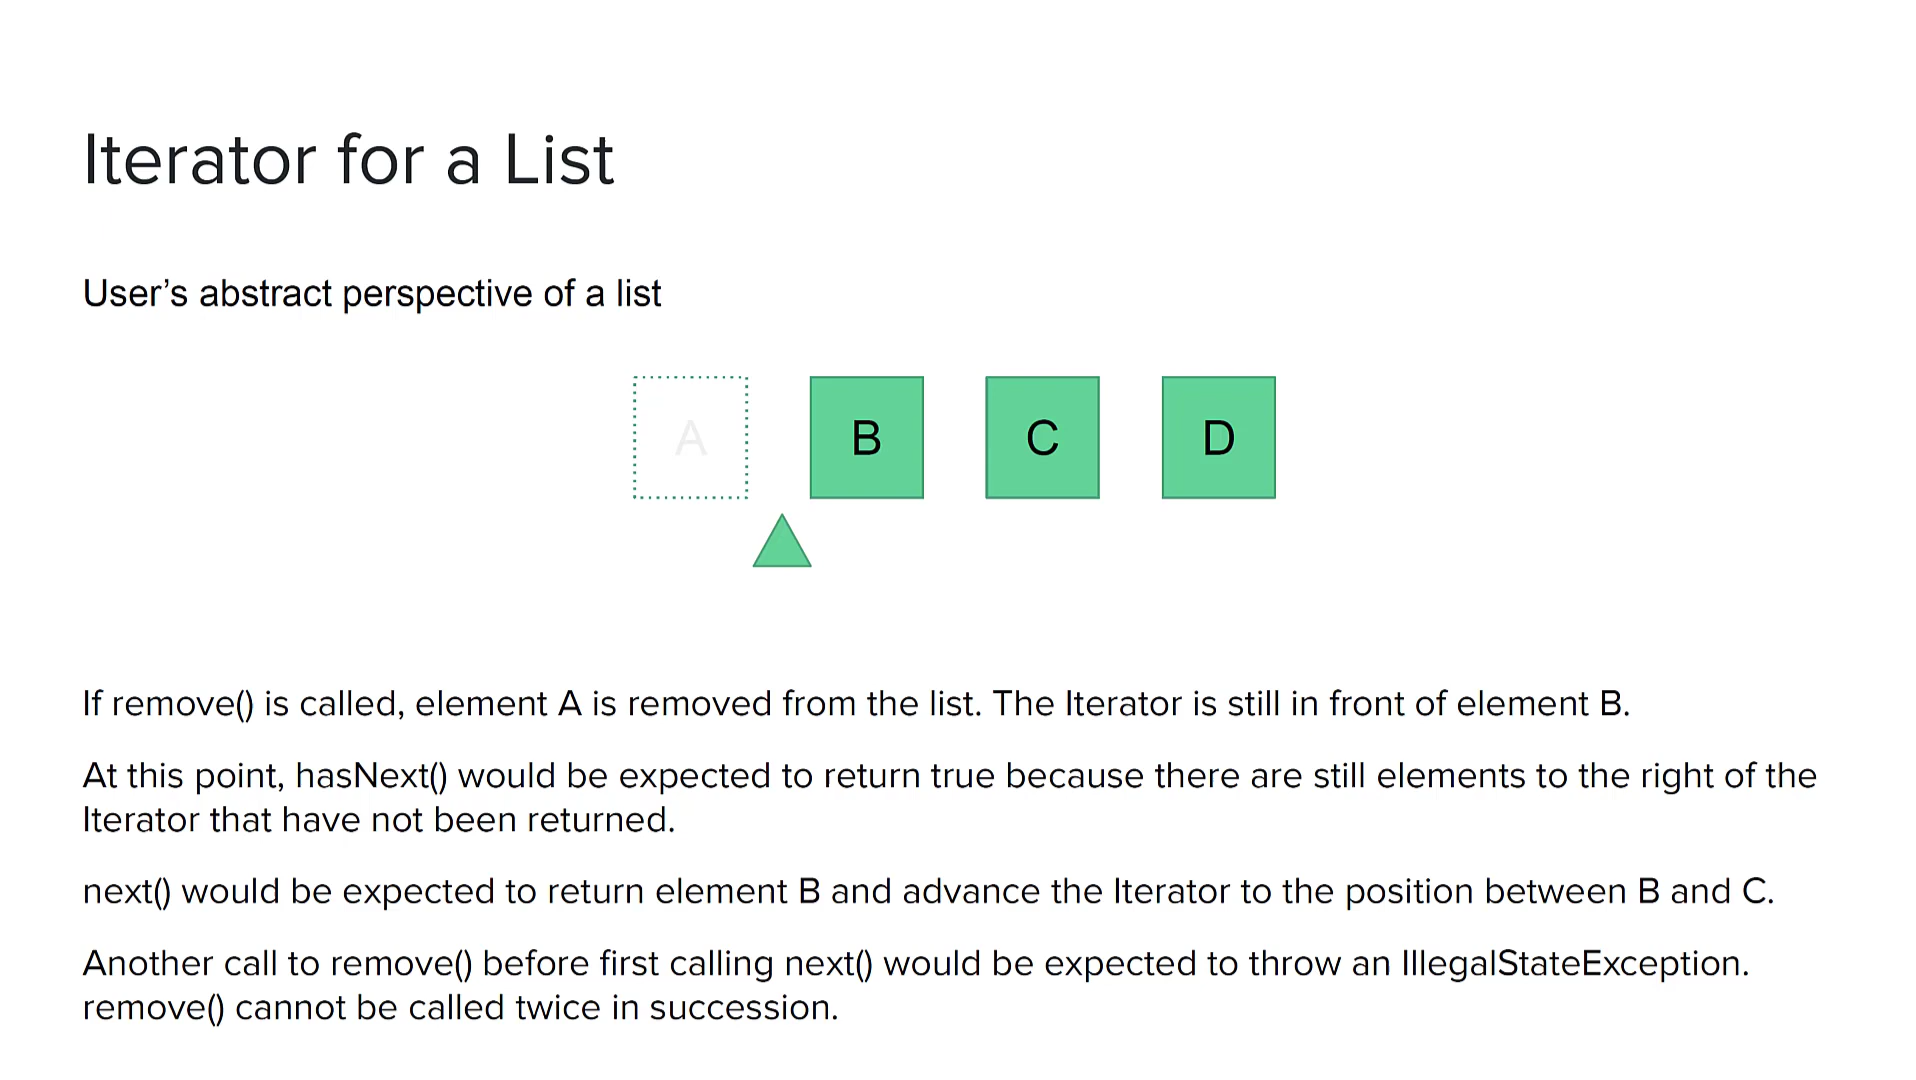 Iterator for a List
User’s abstract perspective of a list
A B C D
If remove() is called, element A is removed from the list. The Iterator is still in front of element B.
At this point, hasNext() would be expected to return true because there are still elements to the right of the
Iterator that have not been returned.
next() would be expected to return element B and advance the Iterator to the position between B and C.
Another call to remove() before first calling next() would be expected to throw an IllegalStateException.
remove() cannot be called twice in succession.